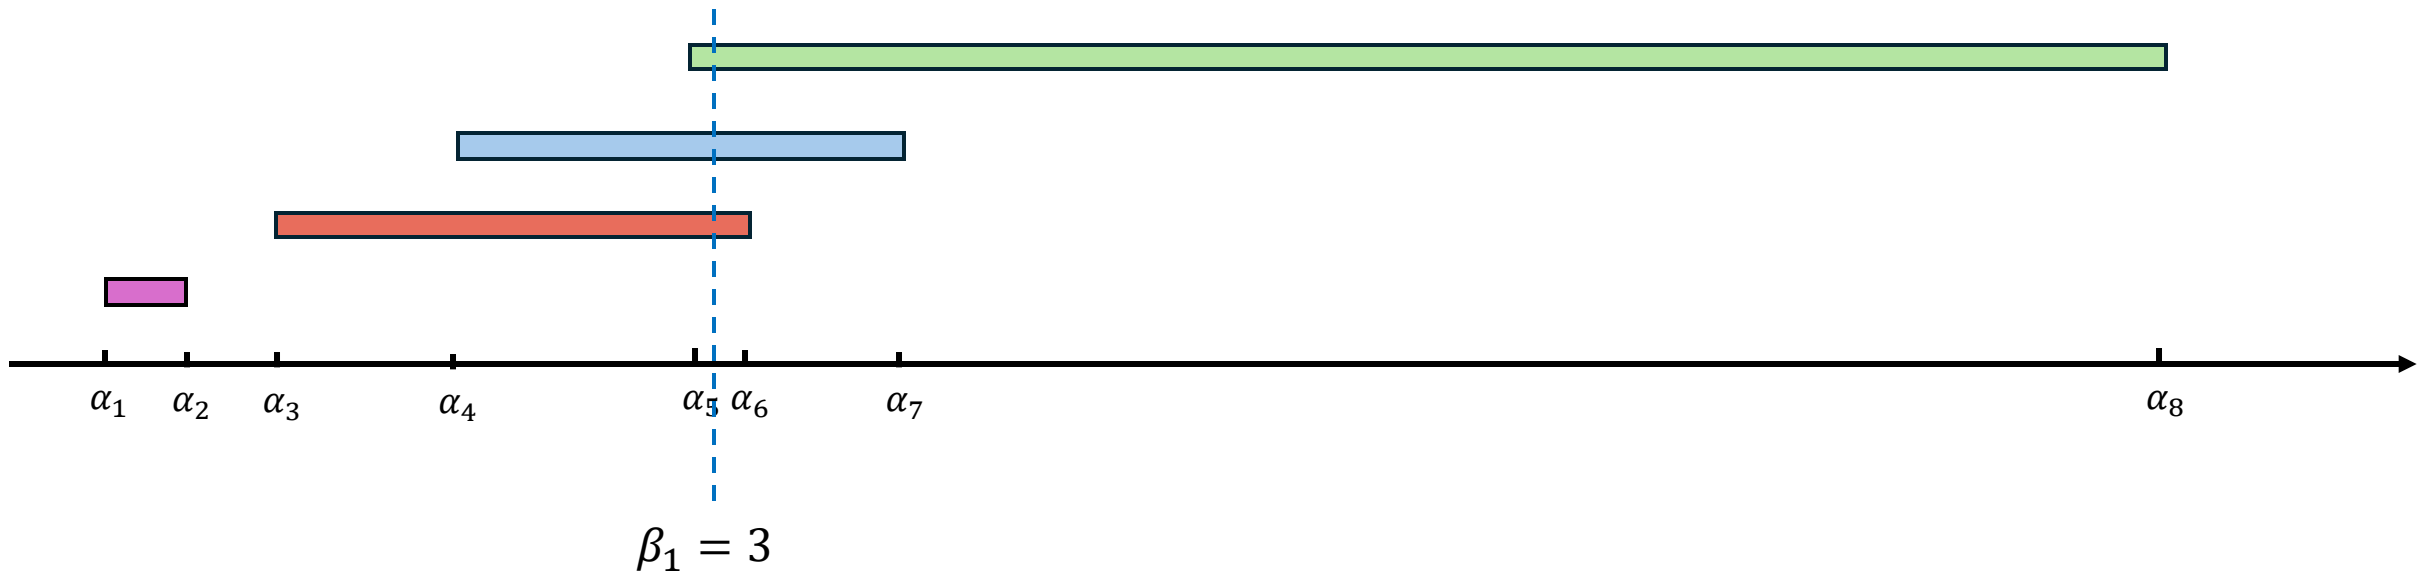 α₁ α₂ α₃ α₄ α₅ α₆ α₇ α₈
β₁ = 3